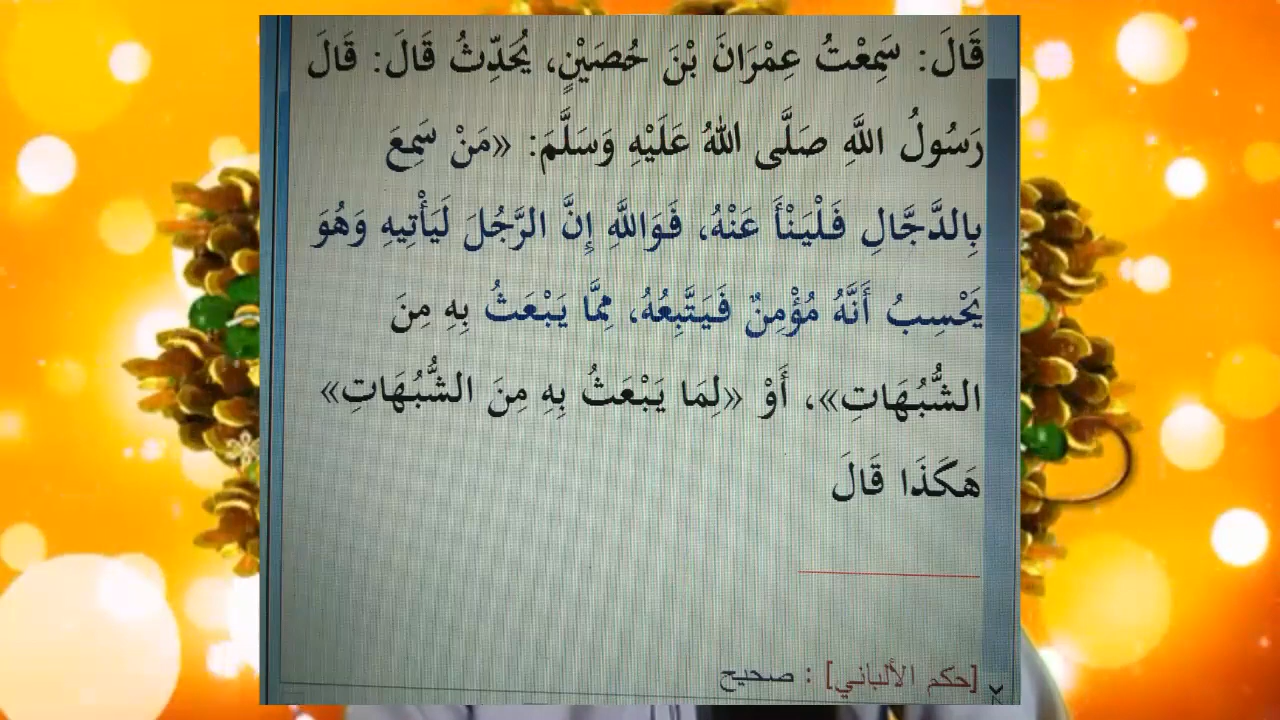 قَالَ: سَمِعْتُ عِمْرَانَ بْنَ حُصَيْنٍ، يُحَدِّثُ قَالَ: قَالَ
رَسُولُ اللَّهِ صَلَّى اللهُ عَلَيْهِ وَسَلَّمَ: «مَنْ سَمِعَ
بِالدَّجَّالِ فَلْيَنْأَ عَنْهُ، فَوَاللَّهِ إِنَّ الرَّجُلَ لَيَأْتِيهِ وَهُوَ
يَحْسِبُ أَنَّهُ مُؤْمِنٌ فَيَتَّبِعُهُ، مِمَّا يَبْعَثُ بِهِ مِنَ
الشُّبُهَاتِ»، أَوْ «لِمَا يَبْعَثُ بِهِ مِنَ الشُّبُهَاتِ»
هَكَذَا قَالَ
[حكم الألباني] : صحيح